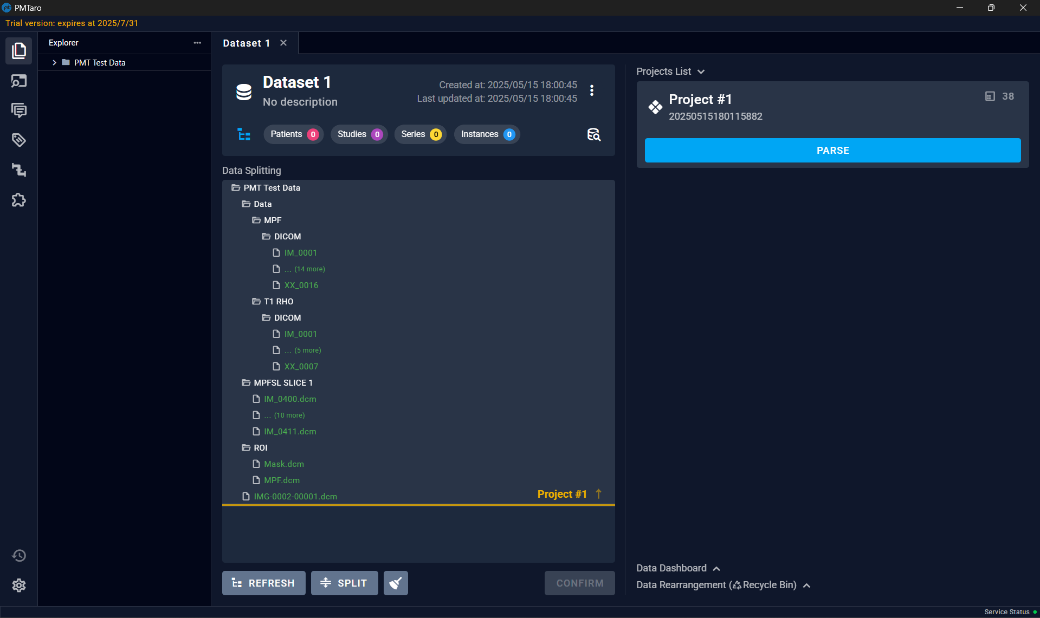 PMTaro
Trial version: expires at 2025/7/31
Explorer
PMT Test Data
Dataset 1
Dataset 1
No description
Created at: 2025/05/15 18:00:45
Last updated at: 2025/05/15 18:00:45
Patients 0 Studies 0 Series 0 Instances 0
Data Splitting
PMT Test Data
Data
MPF
DICOM
IM_0001
... (14 more)
XX_0016
T1 RHO
DICOM
IM_0001
... (5 more)
XX_0007
MPFSL SLICE 1
IM_0400.dcm
... (10 more)
IM_0411.dcm
ROI
Mask.dcm
MPF.dcm
IMG-0002-00001.dcm
Project #1 ↑
REFRESH SPLIT CONFIRM
Projects List
Project #1
38
20250515180115882
PARSE
Data Dashboard
Data Rearrangement (Recycle Bin)
Service Status